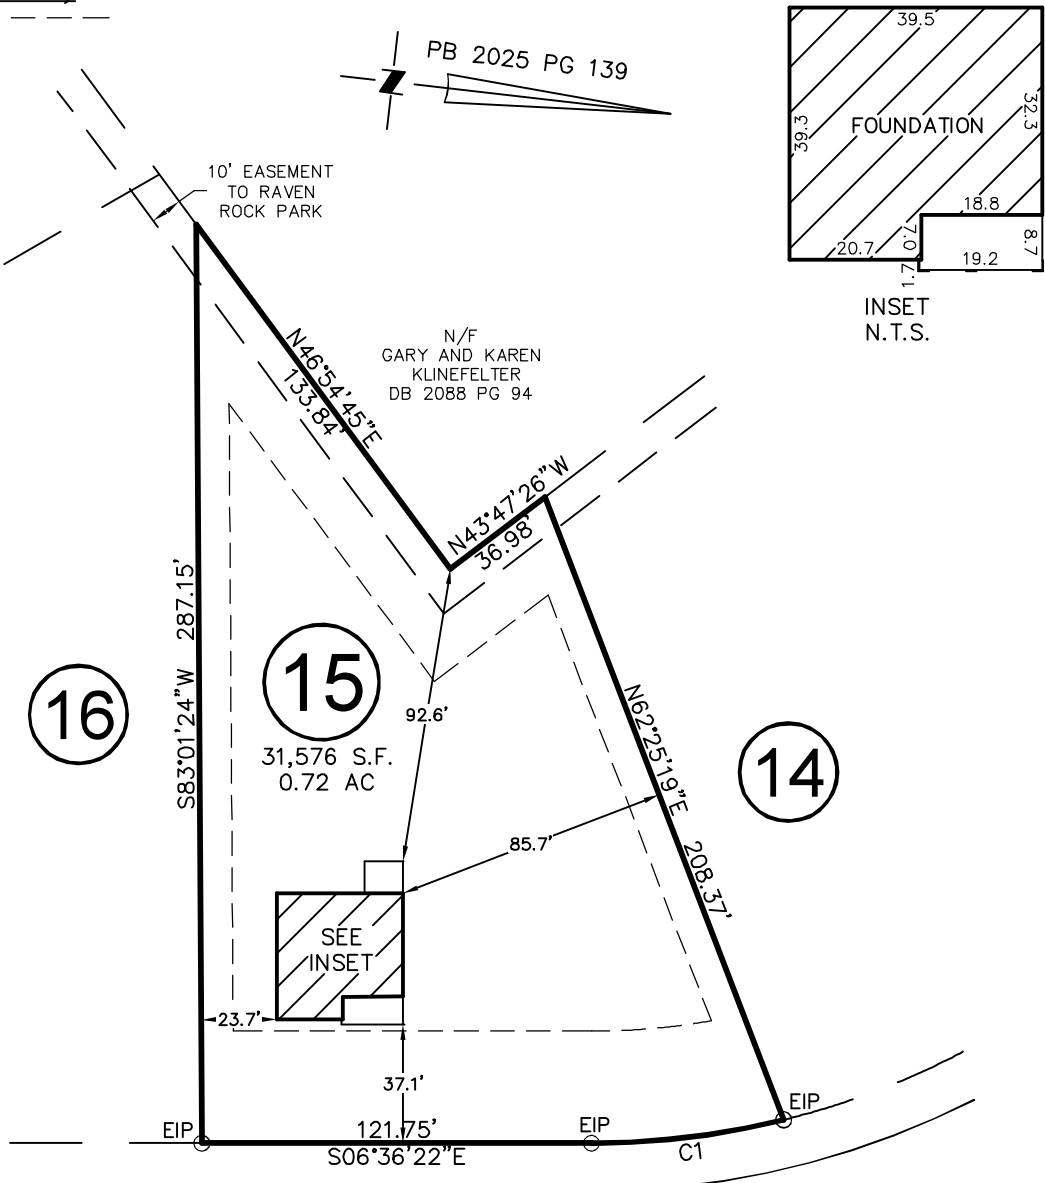 PB 2025 PG 139
39.5
39.3
32.3
FOUNDATION
18.8
20.7
7.0
8.7
1.7
19.2
INSET
N.T.S.
10' EASEMENT
TO RAVEN
ROCK PARK
N/F
GARY AND KAREN
KLINEFELTER
DB 2088 PG 94
N46°54'45"E
133.84'
N43°47'26"W
36.98'
S83°01'24"W 287.15'
16
15
31,576 S.F.
0.72 AC
92.6'
N62°25'19"E 208.37'
14
85.7'
SEE
INSET
23.7'
37.1'
EIP
121.75'
S06°36'22"E
EIP
C1
EIP